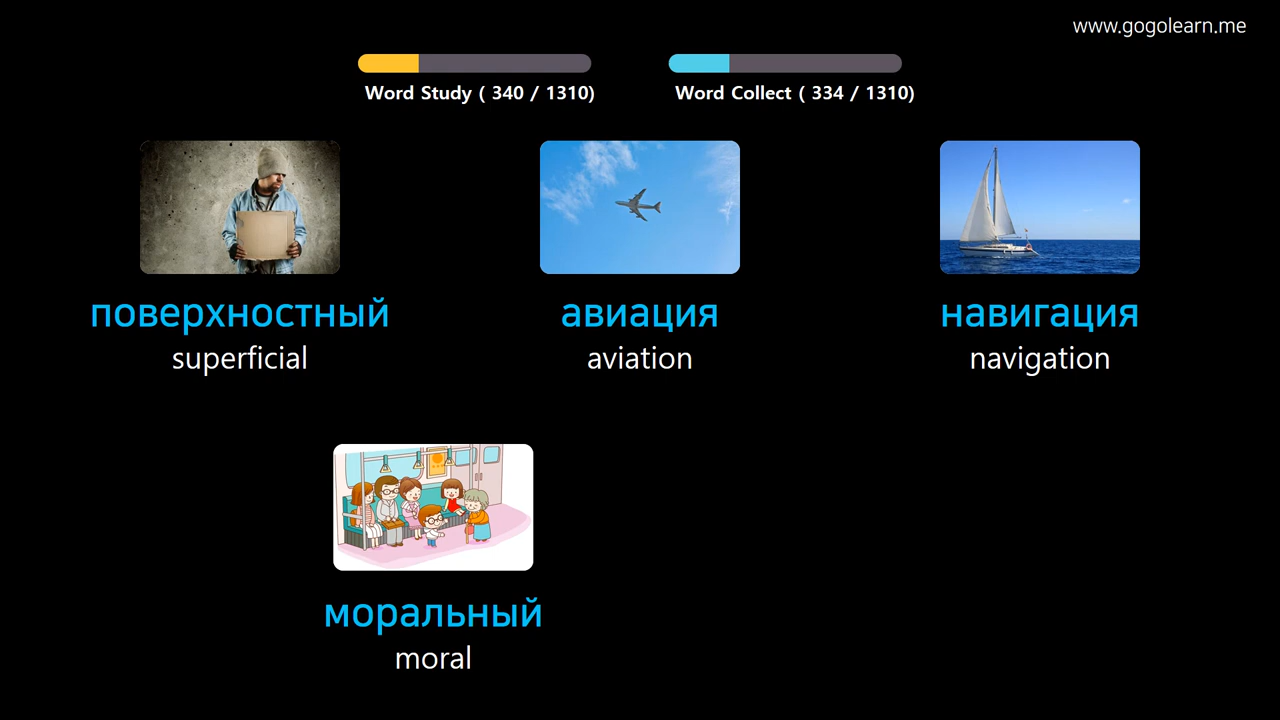 www.gogolearn.me
Word Study ( 340 / 1310)
Word Collect ( 334 / 1310)
поверхностный
superficial
авиация
aviation
навигация
navigation
моральный
moral